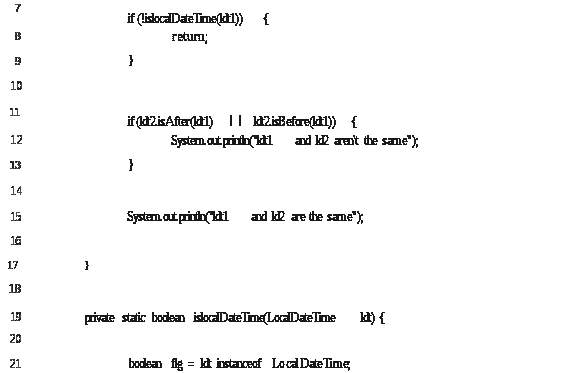 7 if (!islocalDateTime(ldt1)) {
8 return;
9 }
10
11 if(ldt2.isAfter(ldt1) || ldt2.isBefore(ldt1)) {
12 System.out.println("ldt1 and ld2 aren't the same");
13 }
14
15 System.out.println("ldt1 and ld2 are the same");
16
17 }
18
19 private static boolean islocalDateTime(LocalDateTime ldt) {
20
21 boolean flg = ldt instanceof LocalDateTime;